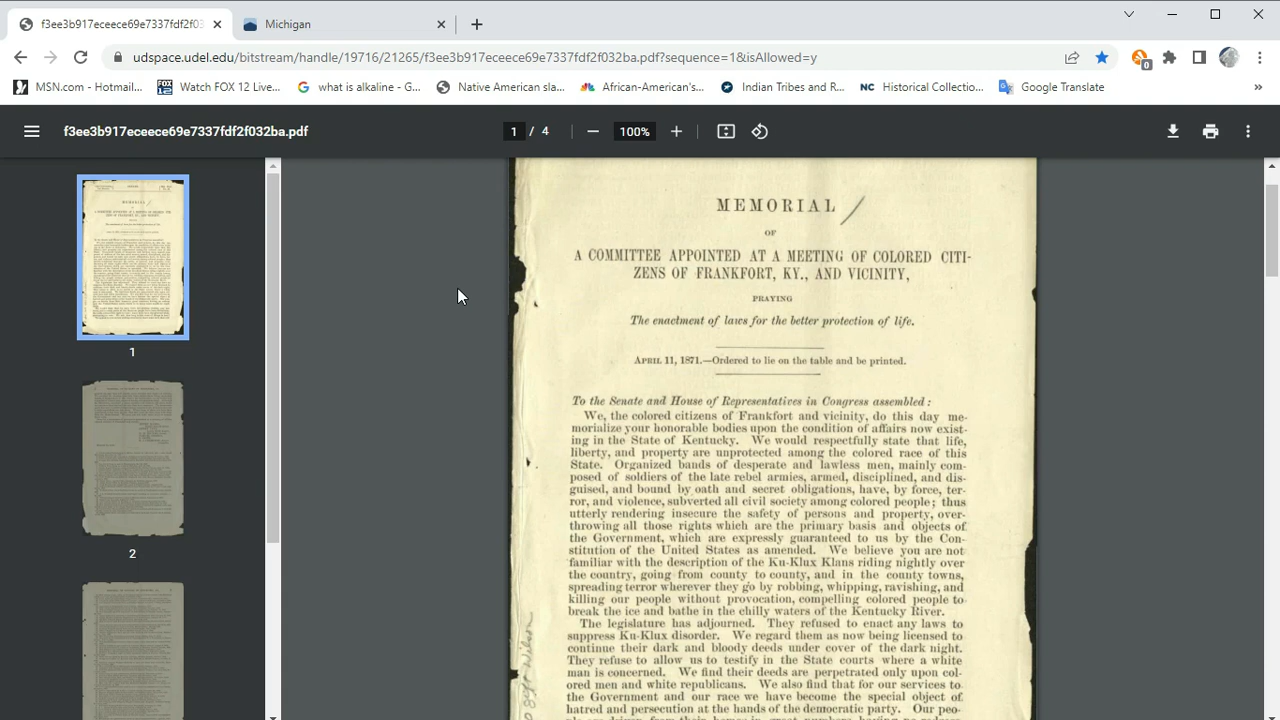 f3ee3b917eceece69e7337fdf2f03
Michigan
udspace.udel.edu/bitstream/handle/19716/21265/f3ee3b917eceece69e7337fdf2f032ba.pdf?sequence=1&isAllowed=y
0
MSN.com - Hotmail...
Watch FOX 12 Live...
what is alkaline - G...
Native American sla...
African-American's...
Indian Tribes and R...
Historical Collectio...
Google Translate
»
f3ee3b917eceece69e7337fdf2f032ba.pdf
1 / 4
100%
1
2
MEMORIAL
OF
A COMMITTEE APPOINTED AT A MEETING OF COLORED CITI-
ZENS OF FRANKFORT, KY., AND VICINITY,
PRAYING
The enactment of laws for the better protection of life.
APRIL 11, 1871.—Ordered to lie on the table and be printed.
To the Senate and House of Representatives in Congress assembled:
We, the colored citizens of Frankfort and vicinity, do this day me-
morialize your honorable bodies upon the condition of affairs now exist-
ing in the State of Kentucky. We would respectfully state that life,
liberty, and property are unprotected among the colored race of this
State. Organized bands of desperate and lawless men, mainly com-
posed of soldiers of the late rebel armies, armed, disciplined, and dis-
guised, and bound by oath and secret obligations, have, by force, ter-
ror, and violence, subverted all civil society among colored people; thus
utterly rendering insecure the safety of persons and property, over-
throwing all those rights which are the primary basis and objects of
the Government, which are expressly guaranteed to us by the Con-
stitution of the United States as amended. We believe you are not
familiar with the description of the Ku-Klux Klans riding nightly over
the country, going from county to county, and in the county towns,
spreading terror wherever they go by robbing, whipping, ravishing, and
killing our people without provocation, compelling colored people to
break the ice and bathe in the chilly waters of the Kentucky River.
The legislature has adjourned. They refused to enact any laws to
suppress Ku-Klux disorder. We regard them as now being licensed to
continue their dark and bloody deeds under cover of the dark night.
They refuse to allow us to testify in the State courts where a white
man is concerned. We find their deeds are perpetrated only upon col-
ored men and white republicans. We also find that for our services to
the Government and our race we have become the special object of
hatred and persecution at the hands of the democratic party. Our peo-